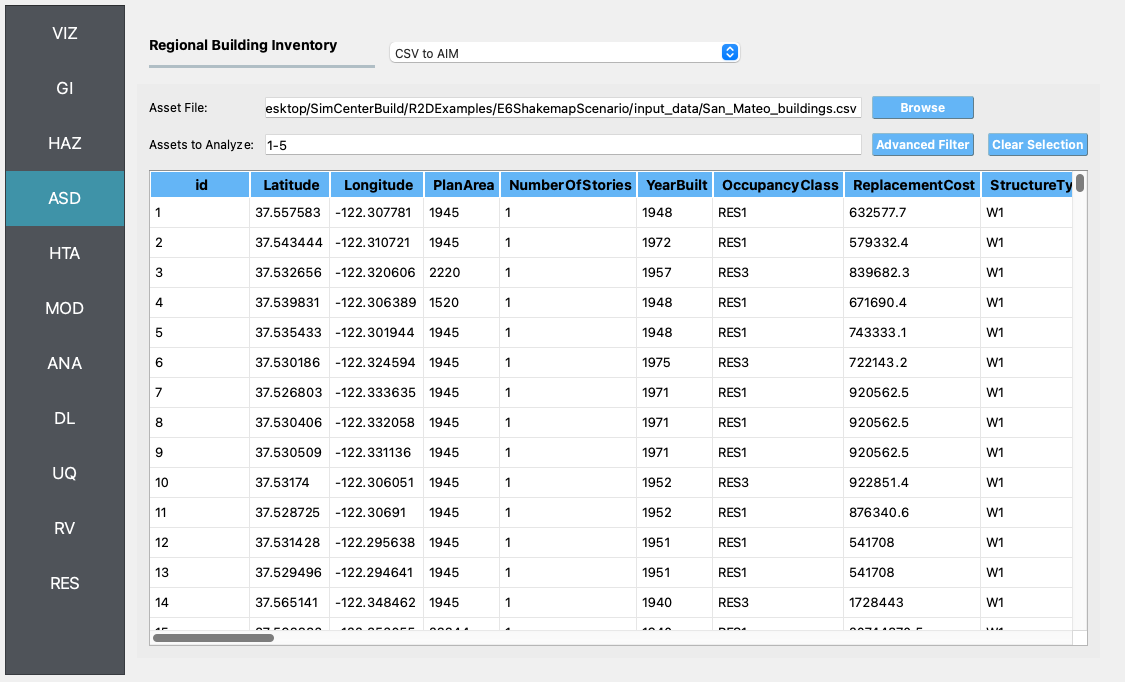 VIZ
GI
HAZ
ASD
HTA
MOD
ANA
DL
UQ
RV
RES
Regional Building Inventory
CSV to AIM
Asset File: esktop/SimCenterBuild/R2DExamples/E6ShakemapScenario/input_data/San_Mateo_buildings.csv Browse
Assets to Analyze: 1-5 Advanced Filter Clear Selection
id Latitude Longitude PlanArea NumberOfStories YearBuilt OccupancyClass ReplacementCost StructureTy
1 37.557583 -122.307781 1945 1 1948 RES1 632577.7 W1
2 37.543444 -122.310721 1945 1 1972 RES1 579332.4 W1
3 37.532656 -122.320606 2220 1 1957 RES3 839682.3 W1
4 37.539831 -122.306389 1520 1 1948 RES1 671690.4 W1
5 37.535433 -122.301944 1945 1 1948 RES1 743333.1 W1
6 37.530186 -122.324594 1945 1 1975 RES3 722143.2 W1
7 37.526803 -122.333635 1945 1 1971 RES1 920562.5 W1
8 37.530406 -122.332058 1945 1 1971 RES1 920562.5 W1
9 37.530509 -122.331136 1945 1 1971 RES1 920562.5 W1
10 37.53174 -122.306051 1945 1 1952 RES3 922851.4 W1
11 37.528725 -122.30691 1945 1 1952 RES1 876340.6 W1
12 37.531428 -122.295638 1945 1 1951 RES1 541708 W1
13 37.529496 -122.294641 1945 1 1951 RES1 541708 W1
14 37.565141 -122.348462 1945 1 1940 RES3 1728443 W1